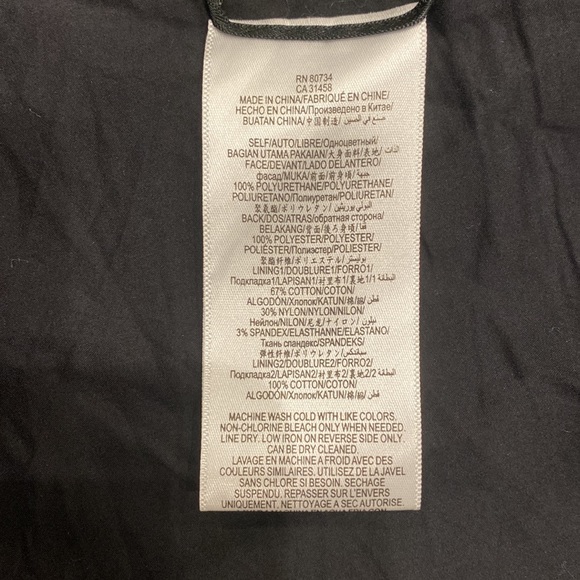 RN 80734
CA 31458
MADE IN CHINA/FABRIQUÉ EN CHINE/
HECHO EN CHINA/Произведено в Китае/
BUATAN CHINA/中国制造/ صنع في الصين
SELF/AUTO/LIBRE/Одноцветный/
BAGIAN UTAMA PAKAIAN/大身面料/表地/ الذات
FACE/DEVANT/LADO DELANTERO/
фасад/MUKA/前面/前身頃/ جبهة
100% POLYURETHANE/POLYURETHANE/
POLIURETANO/Полиуретан/POLIURETAN/
聚氨酯/ポリウレタン/ البولي يوريثين
BACK/DOS/ATRAS/обратная сторона/
BELAKANG/背面/後ろ身頃/ قفا
100% POLYESTER/POLYESTER/
POLIÉSTER/Полиэстер/POLIESTER/
聚酯纤维/ポリエステル/ بوليستر
LINING1/DOUBLURE1/FORRO1/
Подкладка1/LAPISAN1/衬里布1/裏地1/ البطانة 1
67% COTTON/COTON/
ALGODÓN/Хлопок/KATUN/棉/綿/ قطن
30% NYLON/NYLON/NILÓN/
Нейлон/NILON/尼龙/ナイロン/ نيلون
3% SPANDEX/ELASTHANNE/ELASTANO/
Ткань спандекс/SPANDEKS/
弹性纤维/ポリウレタン/ سباندكس
LINING2/DOUBLURE2/FORRO2/
Подкладка2/LAPISAN2/衬里布2/裏地2/ البطانة 2
100% COTTON/COTON/
ALGODÓN/Хлопок/KATUN/棉/綿/ قطن
MACHINE WASH COLD WITH LIKE COLORS.
NON-CHLORINE BLEACH ONLY WHEN NEEDED.
LINE DRY. LOW IRON ON REVERSE SIDE ONLY.
CAN BE DRY CLEANED.
LAVAGE EN MACHINE A FROID AVEC DES
COULEURS SIMILAIRES. UTILISEZ DE LA JAVEL
SANS CHLORE SI BESOIN. SECHAGE
SUSPENDU. REPASSER SUR L'ENVERS
UNIQUEMENT. NETTOYAGE A SEC AUTORISE